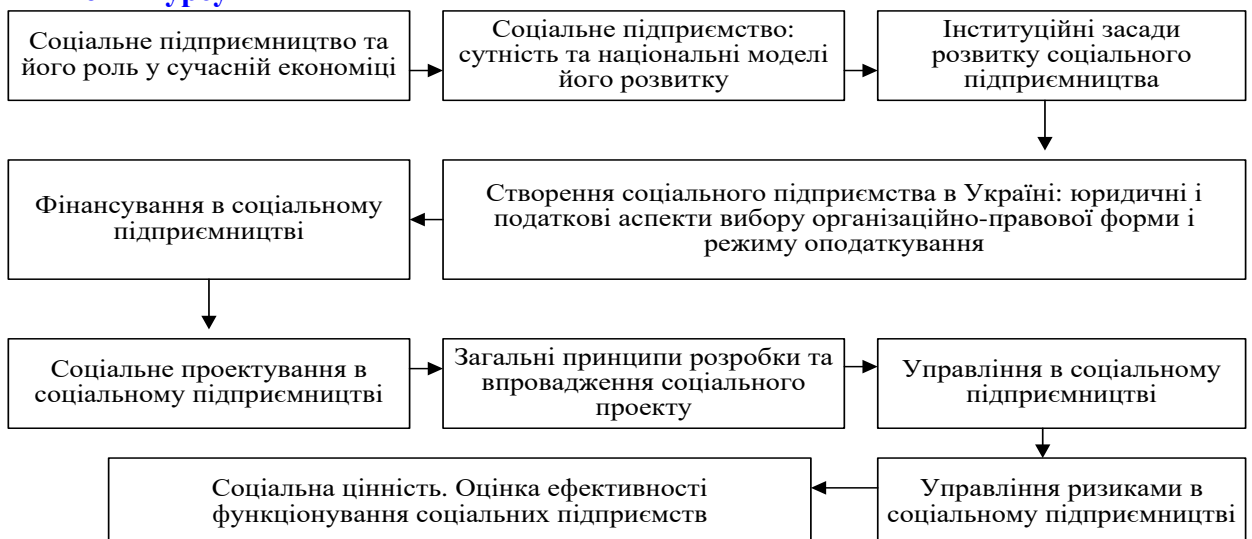 Соціальне підприємництво та
його роль у сучасній економіці
Соціальне підприємство:
сутність та національні моделі
його розвитку
Інституційні засади
розвитку соціального
підприємництва
Створення соціального підприємства в Україні: юридичні і
податкові аспекти вибору організаційно-правової форми і
режиму оподаткування
Фінансування в соціальному
підприємництві
Соціальне проектування в
соціальному підприємництві
Загальні принципи розробки та
впровадження соціального
проекту
Управління в соціальному
підприємництві
Управління ризиками в
соціальному підприємництві
Соціальна цінність. Оцінка ефективності
функціонування соціальних підприємств